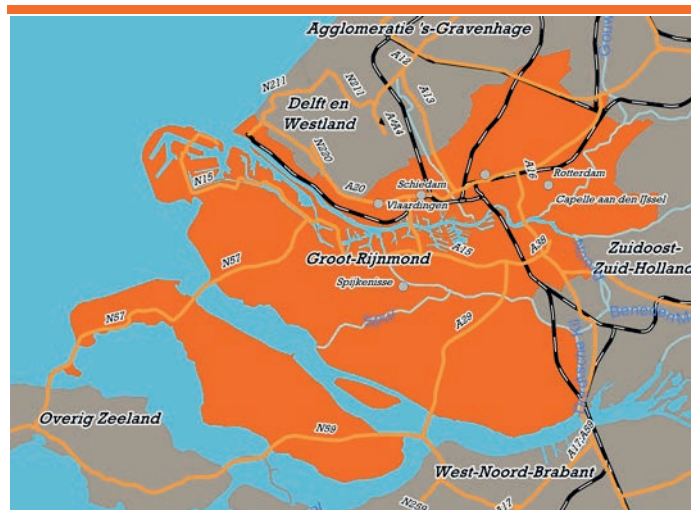 Agglomeratie 's-Gravenhage
A12
N211
N211
A13
Delft en
Westland
A4
N220
A16
N15
A20
Schiedam
Rotterdam
Vlaardingen
Capelle aan den IJssel
N57
Groot-Rijnmond
A15
A38
Zuidoost-
Zuid-Holland
Spijkenisse
N57
Spui
A29
Overig Zeeland
N59
A17;A59
West-Noord-Brabant
N259
A17